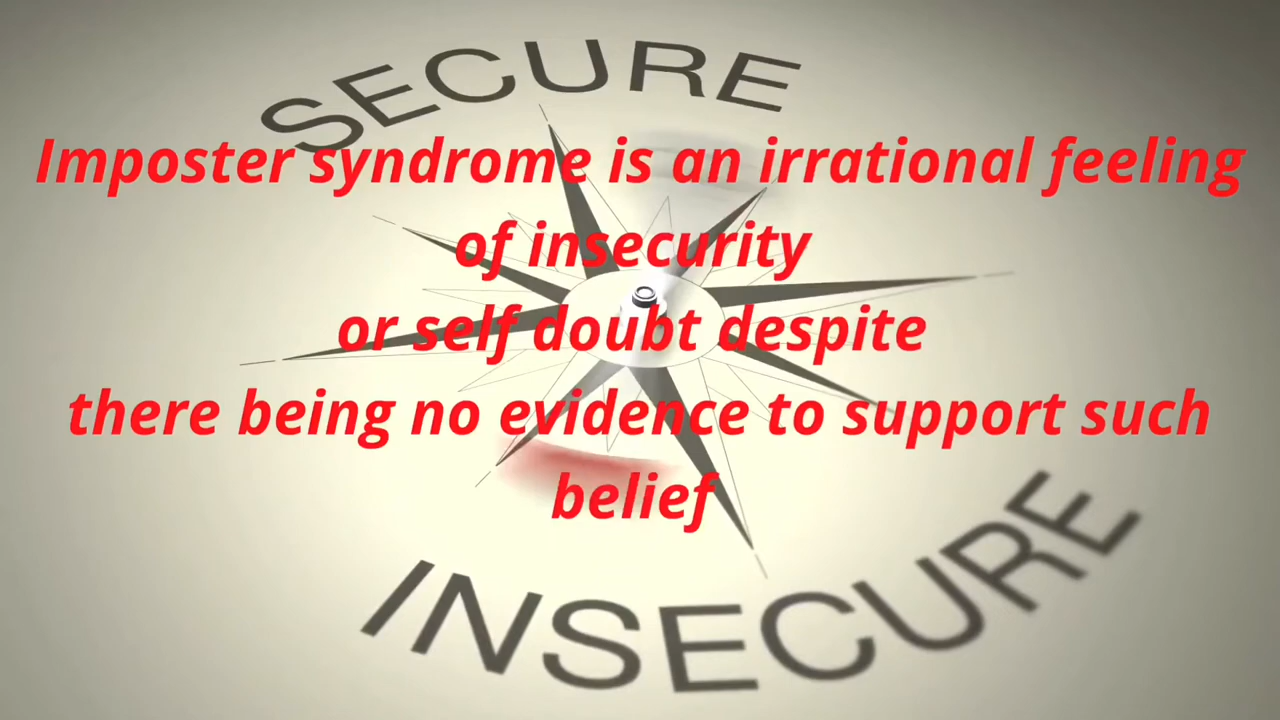 SECURE
Imposter syndrome is an irrational feeling
of insecurity
or self doubt despite
there being no evidence to support such
belief
INSECURE